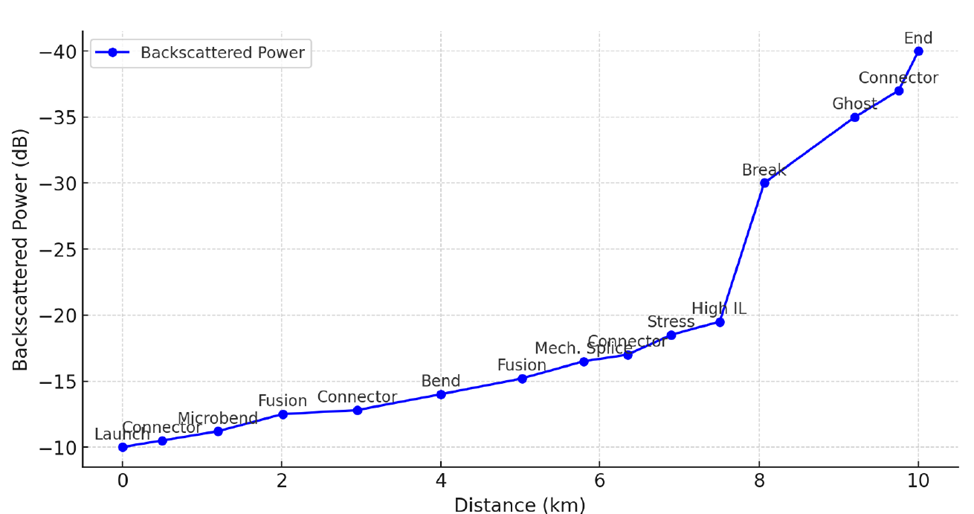 Backscattered Power
Backscattered Power (dB)
−40
−35
−30
−25
−20
−15
−10
Launch
Connector
Microbend
Fusion
Connector
Bend
Fusion
Mech. Splice
Connector
Stress
High IL
Break
Ghost
Connector
End
0
2
4
6
8
10
Distance (km)